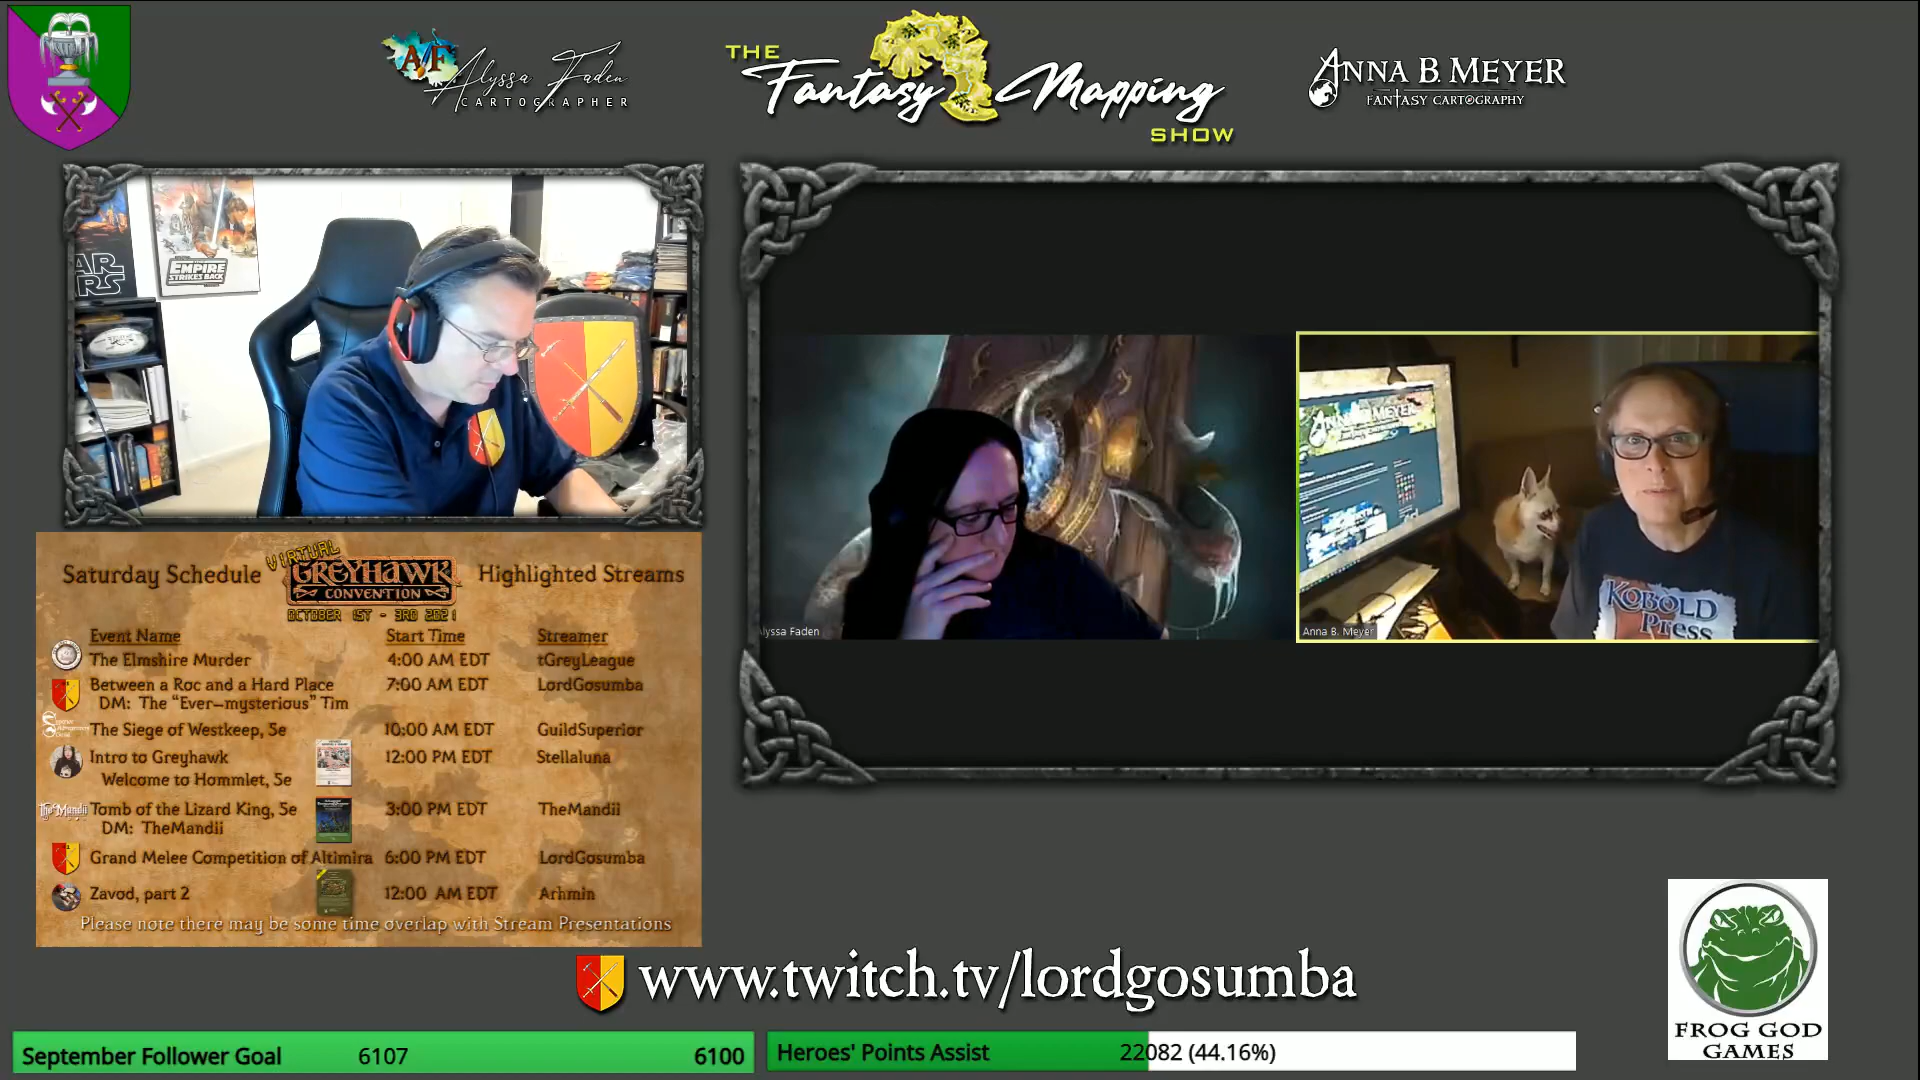 AF
Alyssa Faden
CARTOGRAPHER
THE
Fantasy Mapping
SHOW
ANNA B. MEYER
FANTASY CARTOGRAPHY
AR
RS
EMPIRE
STRIKES BACK
ANNA B. MEYER
KOBOLD
Press
Alyssa Faden
Anna B. Meyer
Saturday Schedule
VIRTUAL
GREYHAWK
CONVENTION
OCTOBER 1ST - 3RD 2021
Highlighted Streams
Event Name Start Time Streamer
The Elmshire Murder 4:00 AM EDT tGreyLeague
Between a Roc and a Hard Place 7:00 AM EDT LordGosumba
DM: The “Ever-mysterious” Tim
The Siege of Westkeep, 5e 10:00 AM EDT GuildSuperior
Intro to Greyhawk 12:00 PM EDT Stellaluna
Welcome to Hommlet, 5e
TheMandii Tomb of the Lizard King, 5e 3:00 PM EDT TheMandii
DM: TheMandii
Grand Melee Competition of Altimira 6:00 PM EDT LordGosumba
Zavod, part 2 12:00 AM EDT Arhmin
Please note there may be some time overlap with Stream Presentations
www.twitch.tv/lordgosumba
FROG GOD
GAMES
September Follower Goal 6107 6100
Heroes' Points Assist 22082 (44.16%)